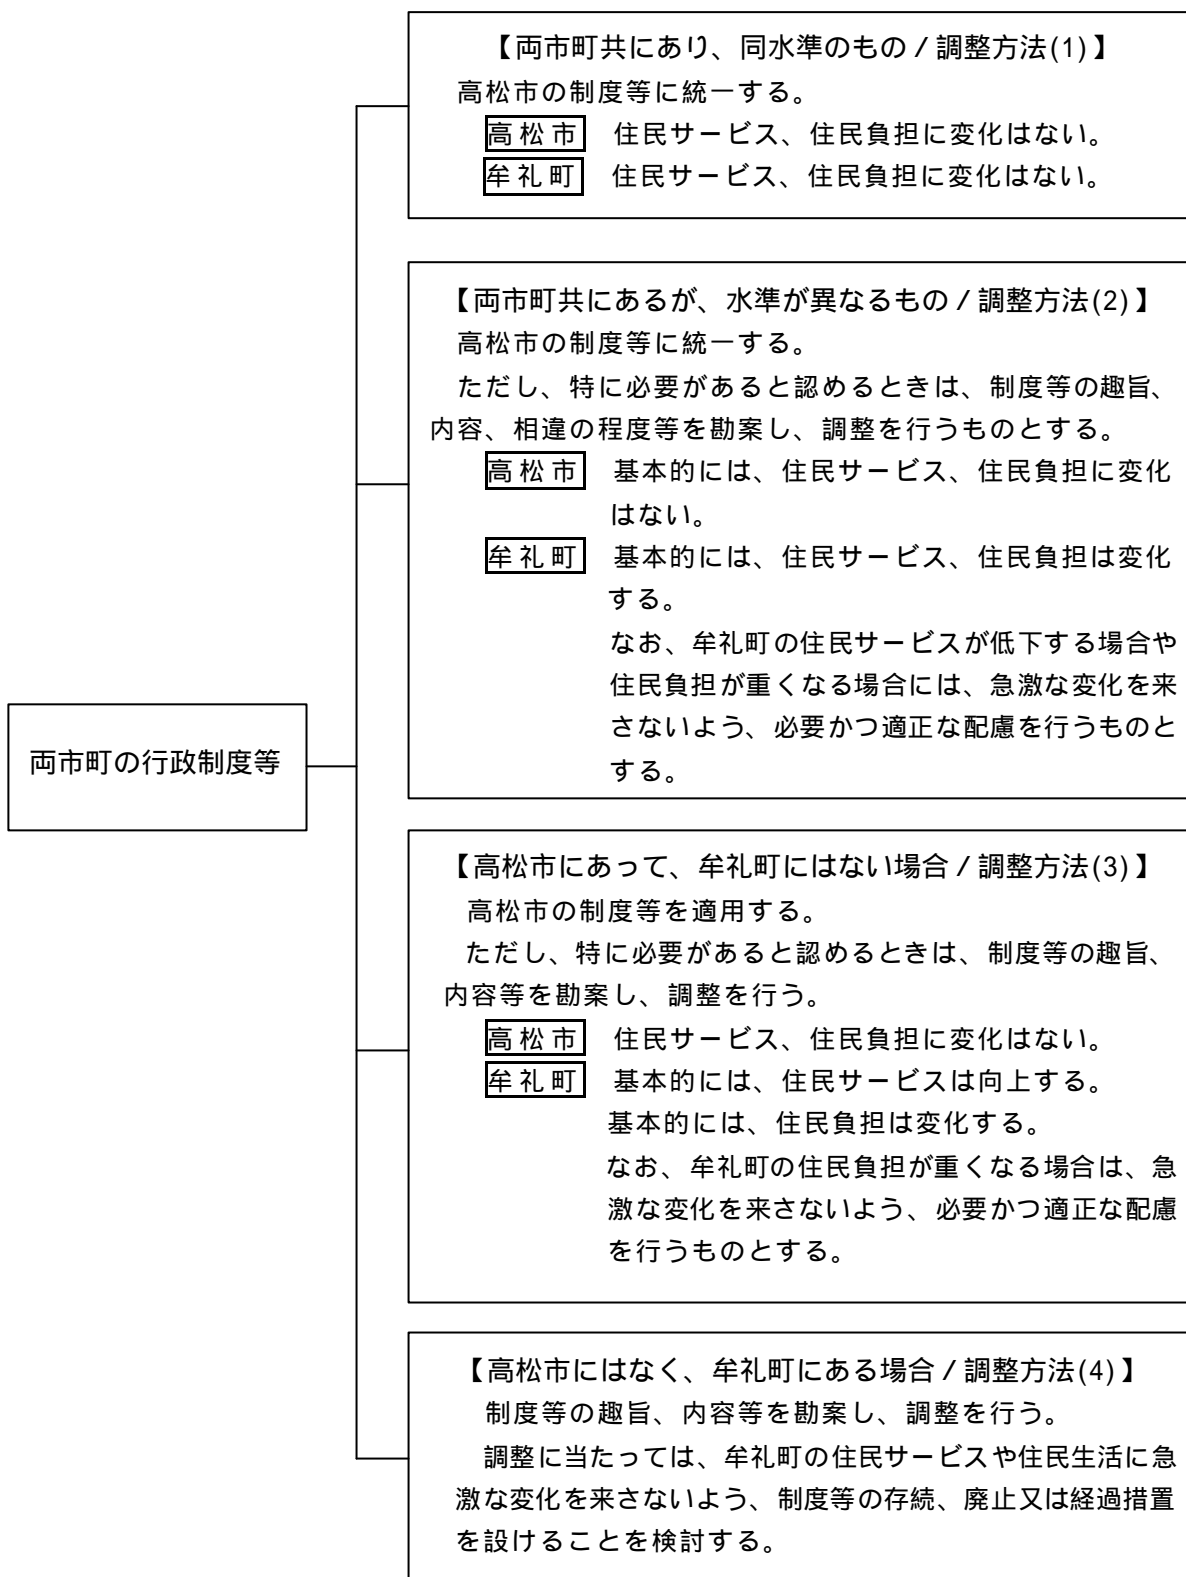 【両市町共にあり、同水準のもの / 調整方法(1)】
高松市の制度等に統一する。
高松市 住民サービス、住民負担に変化はない。
牟礼町 住民サービス、住民負担に変化はない。
【両市町共にあるが、水準が異なるもの / 調整方法(2)】
高松市の制度等に統一する。
ただし、特に必要があると認めるときは、制度等の趣旨、
内容、相違の程度等を勘案し、調整を行うものとする。
高松市 基本的には、住民サービス、住民負担に変化
はない。
牟礼町 基本的には、住民サービス、住民負担は変化
する。
なお、牟礼町の住民サービスが低下する場合や
住民負担が重くなる場合には、急激な変化を来
さないよう、必要かつ適正な配慮を行うものと
する。
両市町の行政制度等
【高松市にあって、牟礼町にはない場合 / 調整方法(3)】
高松市の制度等を適用する。
ただし、特に必要があると認めるときは、制度等の趣旨、
内容等を勘案し、調整を行う。
高松市 住民サービス、住民負担に変化はない。
牟礼町 基本的には、住民サービスは向上する。
基本的には、住民負担は変化する。
なお、牟礼町の住民負担が重くなる場合は、急
激な変化を来さないよう、必要かつ適正な配慮
を行うものとする。
【高松市にはなく、牟礼町にある場合 / 調整方法(4)】
制度等の趣旨、内容等を勘案し、調整を行う。
調整に当たっては、牟礼町の住民サービスや住民生活に急
激な変化を来さないよう、制度等の存続、廃止又は経過措置
を設けることを検討する。